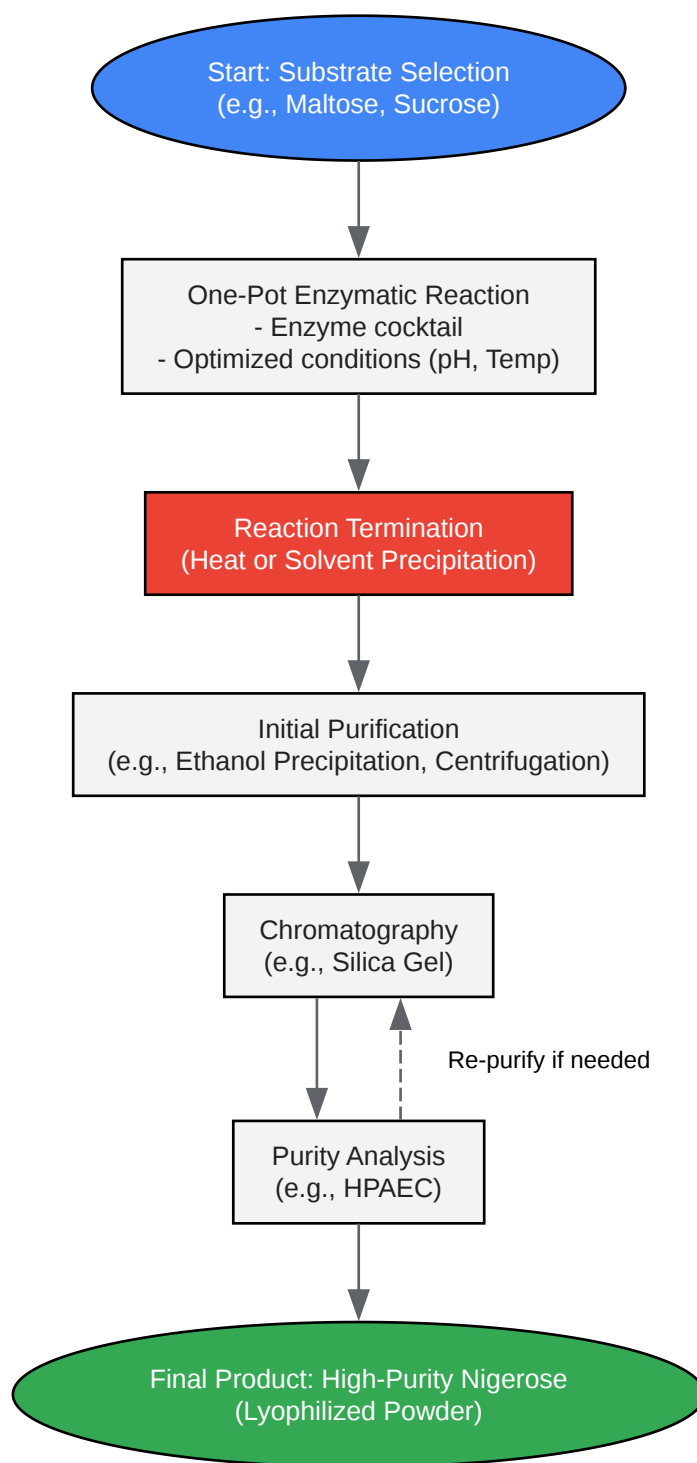 Start: Substrate Selection
(e.g., Maltose, Sucrose)
One-Pot Enzymatic Reaction
- Enzyme cocktail
- Optimized conditions (pH, Temp)
Reaction Termination
(Heat or Solvent Precipitation)
Initial Purification
(e.g., Ethanol Precipitation, Centrifugation)
Chromatography
(e.g., Silica Gel)
Re-purify if needed
Purity Analysis
(e.g., HPAEC)
Final Product: High-Purity Nigerose
(Lyophilized Powder)